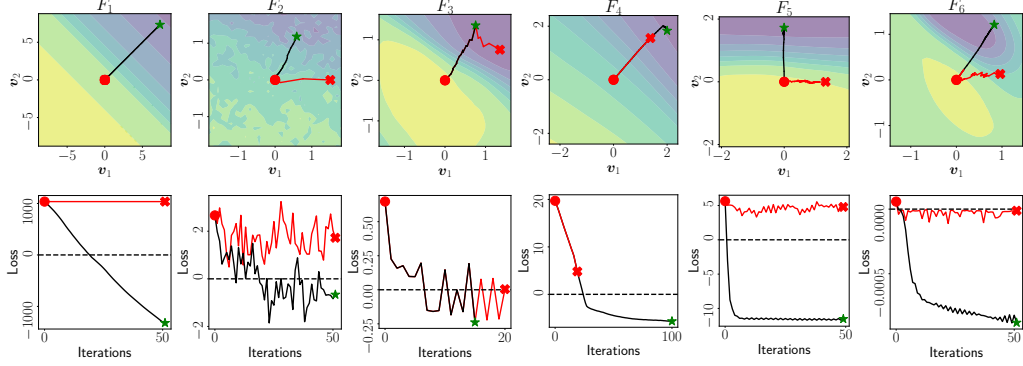 F1 F2 F3 F4 F5 F6
v2 5 0 −5 −5 0 5 v1
v2 1 0 −1 −1 0 1 v1
v2 1 0 −1 −1 0 1 v1
v2 2 0 −2 0 2 v1
v2 2 0 −2 −2 0 2 v1
v2 1 0 −1 −1 0 1 v1
Loss 1000 0 −1000 0 50 Iterations
Loss 2 0 −2 0 50 Iterations
Loss 0.50 0.25 0.00 −0.25 0 20 Iterations
Loss 20 10 0 0 100 Iterations
Loss 5 0 −5 −10 0 50 Iterations
Loss 0.0000 −0.0005 0 50 Iterations